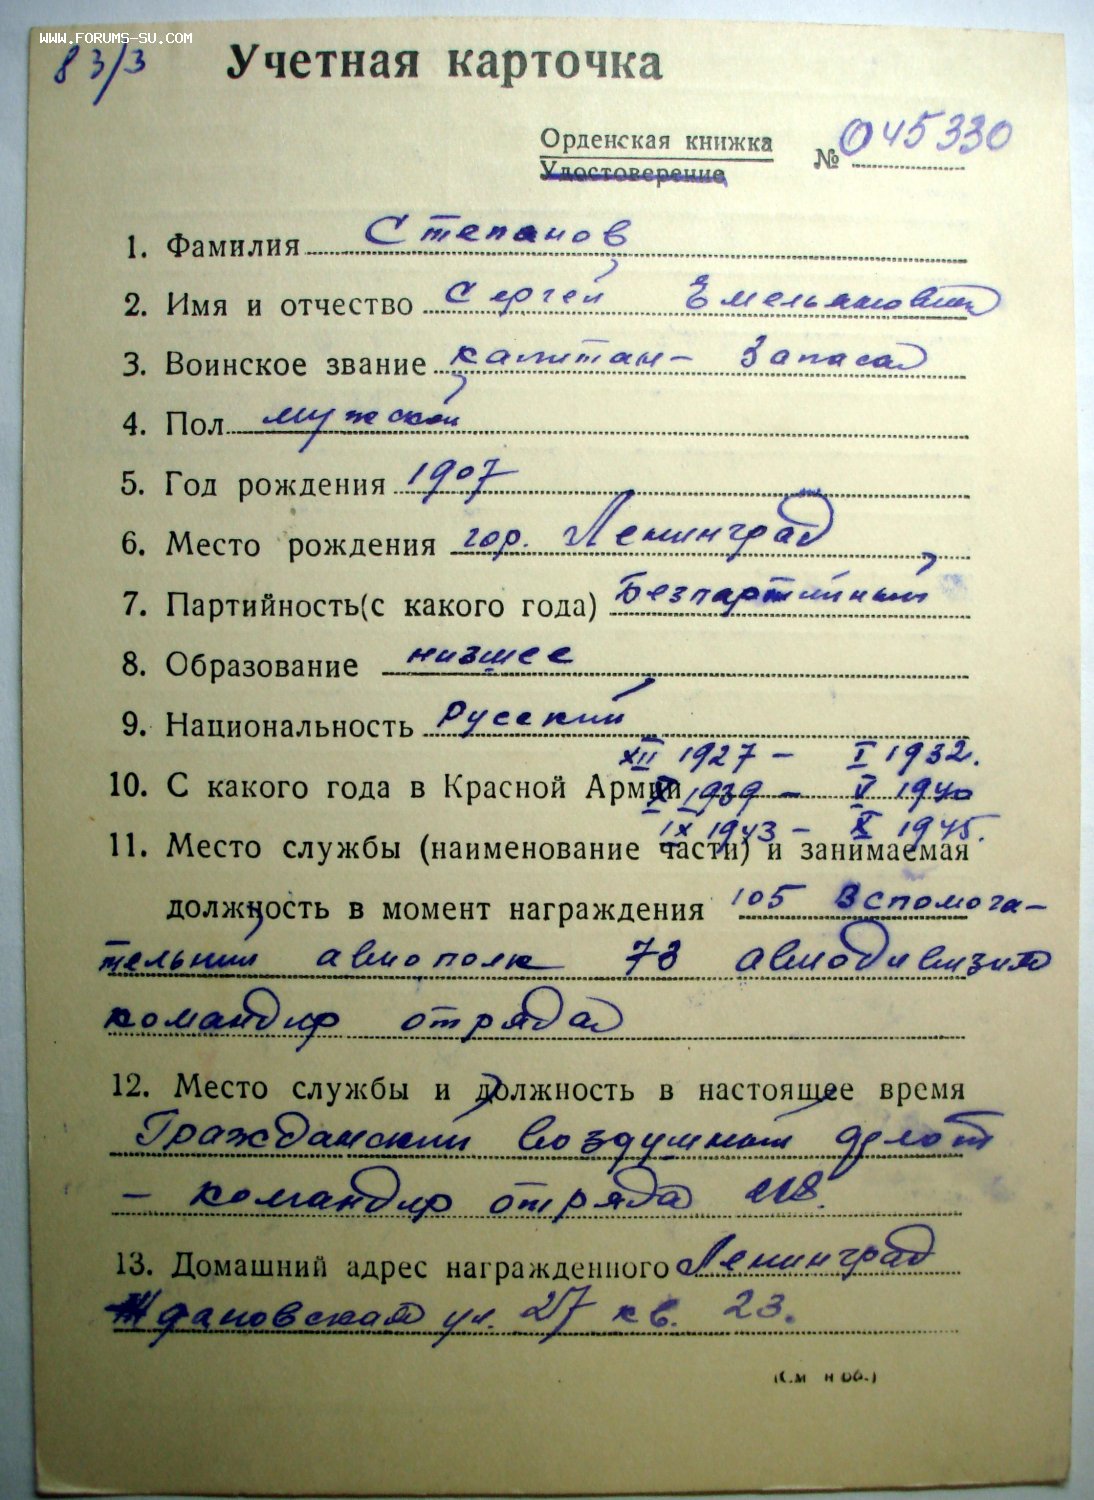 WWW.FORUMS-SU.COM
83/3
Учетная карточка
Орденская книжка
Удостоверение
№ 045330
1. Фамилия Степанов
2. Имя и отчество Сергей Емельянович
3. Воинское звание капитан - запаса
4. Пол мужской
5. Год рождения 1907
6. Место рождения гор. Ленинград
7. Партийность (с какого года) Безпартийный
8. Образование низшее
9. Национальность Русский
XII 1927 - I 1932.
10. С какого года в Красной Армии X 1939 - V 1940
IX 1943 - X 1945.
11. Место службы (наименование части) и занимаемая
должность в момент награждения 105 Вспомога-
тельный авиополк 73 авиодивизия
командир отряда
12. Место службы и должность в настоящее время
Гражданский воздушный
- командир отряда 118.
13. Домашний адрес награжденного Ленинград
Ждановская ул. 27 кв. 23.
(См. н об.)